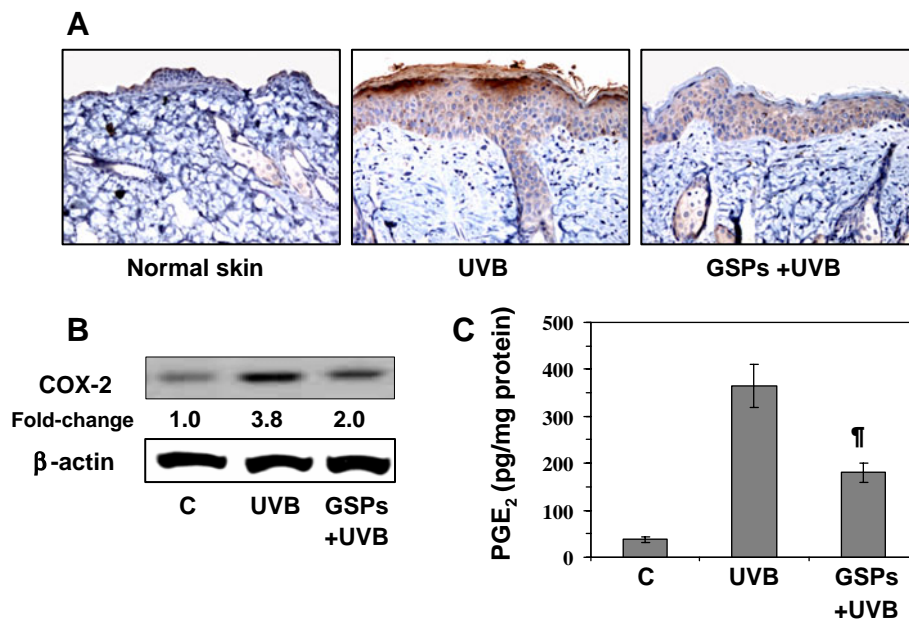 A
Normal skin
UVB
GSPs +UVB
B
COX-2
Fold-change 1.0 3.8 2.0
β-actin
C UVB GSPs
+UVB
C
PGE₂ (pg/mg protein)
500
400
300
200
100
0
¶
C UVB GSPs
+UVB